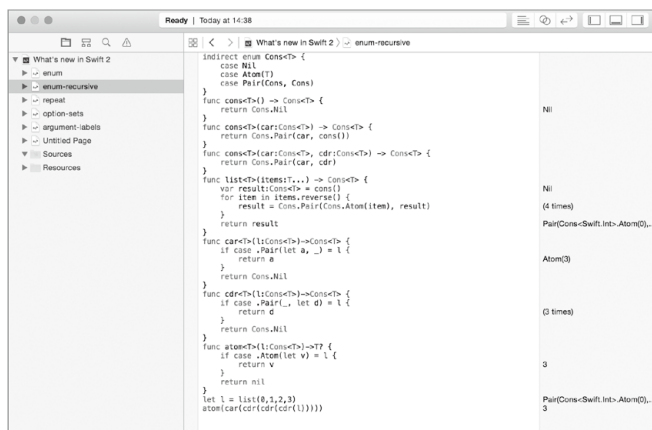 Ready | Today at 14:38
What's new in Swift 2 〉 enum-recursive
What's new in Swift 2
enum
enum-recursive
repeat
option-sets
argument-labels
Untitled Page
Sources
Resources
indirect enum Cons<T> {
    case Nil
    case Atom(T)
    case Pair(Cons, Cons)
}
func cons<T>() -> Cons<T> {
    return Cons.Nil
}
func cons<T>(car:Cons<T>) -> Cons<T> {
    return Cons.Pair(car, cons())
}
func cons<T>(car:Cons<T>, cdr:Cons<T>) -> Cons<T> {
    return Cons.Pair(car, cdr)
}
func list<T>(items:T...) -> Cons<T> {
    var result:Cons<T> = cons()
    for item in items.reverse() {
        result = Cons.Pair(Cons.Atom(item), result)
    }
    return result
}
func car<T>(l:Cons<T>)->Cons<T> {
    if case .Pair(let a, _) = l {
        return a
    }
    return Cons.Nil
}
func cdr<T>(l:Cons<T>)->Cons<T> {
    if case .Pair(_, let d) = l {
        return d
    }
    return Cons.Nil
}
func atom<T>(l:Cons<T>)->T? {
    if case .Atom(let v) = l {
        return v
    }
    return nil
}
let l = list(0,1,2,3)
atom(car(cdr(cdr(cdr(l)))))
Nil
Nil
(4 times)
Pair(Cons<Swift.Int>.Atom(0),...
Atom(3)
(3 times)
3
Pair(Cons<Swift.Int>.Atom(0),...
3